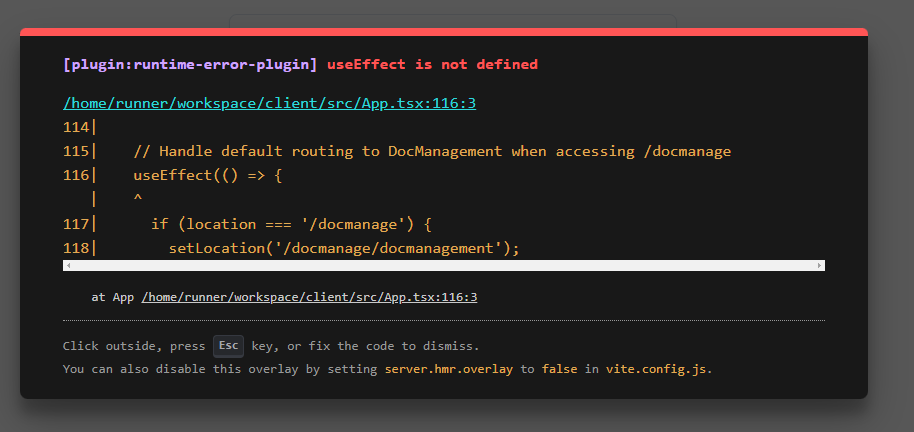 [plugin:runtime-error-plugin] useEffect is not defined
/home/runner/workspace/client/src/App.tsx:116:3
114|
115|    // Handle default routing to DocManagement when accessing /docmanage
116|    useEffect(() => {
   |    ^
117|      if (location === '/docmanage') {
118|        setLocation('/docmanage/docmanagement');
at App /home/runner/workspace/client/src/App.tsx:116:3
Click outside, press Esc key, or fix the code to dismiss.
You can also disable this overlay by setting server.hmr.overlay to false in vite.config.js.